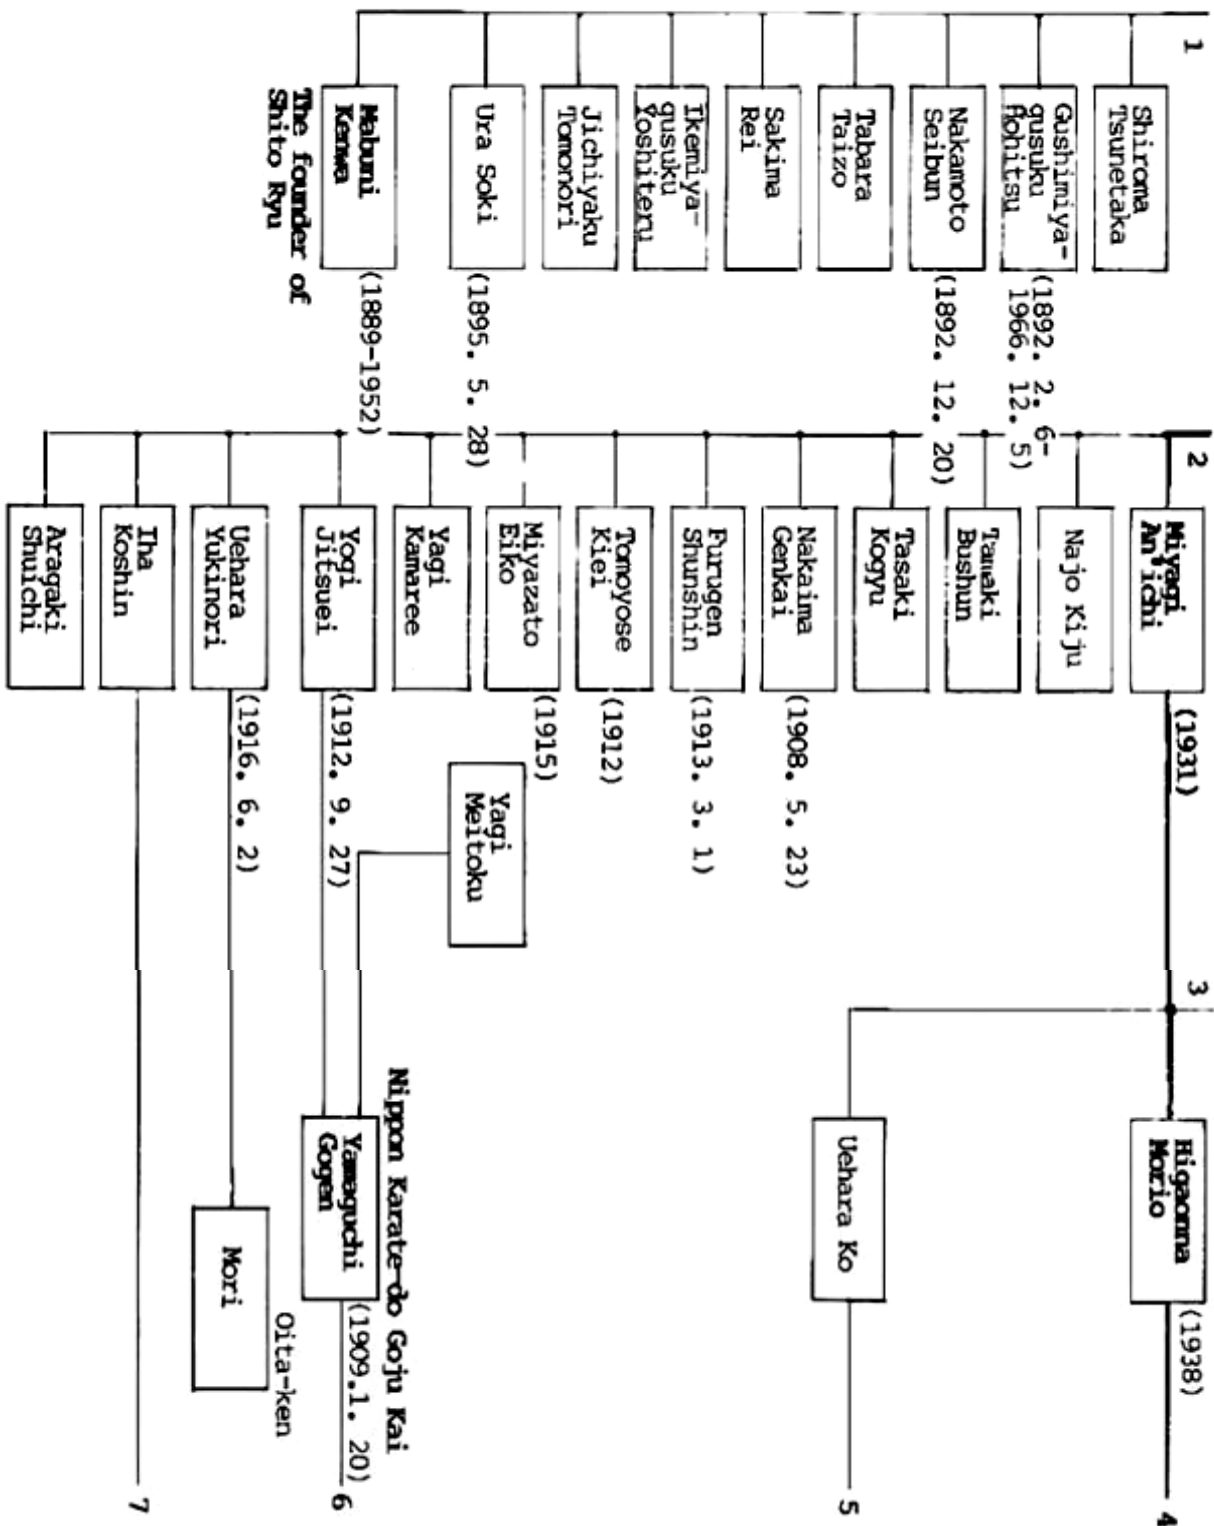 1
Shiroma
Tsunetaka
Gushimiya-
gusuku
Rohitsu
(1892. 2. 6-
1966. 12. 5)
Nakamoto
Seibun
(1892. 12. 20)
Tabara
Taizo
Sakima
Rei
Ikemiya-
gusuku
Yoshiteru
Jichiyaku
Tomonori
Ura Soki
(1895. 5. 28)
Mabuni
Kenwa
(1889-1952)
The founder of
Shito Ryu
2
Miyagi
An'ichi
(1931)
Najo Kiju
Tamaki
Bushun
Tasaki
Kogyu
Nakaima
Genkai
(1908. 5. 23)
Furugen
Shunshin
(1913. 3. 1)
Tomoyose
Kiei
(1912)
Miyazato
Eiko
(1915)
Yagi
Kamaree
Yogi
Jitsuei
(1912. 9. 27)
Uehara
Yukinori
(1916. 6. 2)
Iha
Koshin
Aragaki
Shuichi
Yagi
Meitoku
3
Higaonna
Morio
(1938)
Uehara Ko
Nippon Karate-do Goju Kai
Yamaguchi
Gogen
(1909.1. 20)
Mori
Oita-ken
4
5
6
7